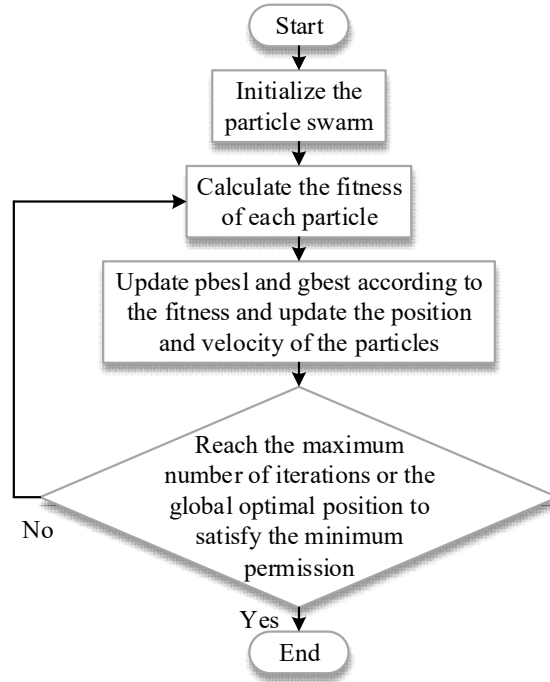 Start
Initialize the
particle swarm
Calculate the fitness
of each particle
Update pbesl and gbest according to
the fitness and update the position
and velocity of the particles
Reach the maximum
number of iterations or the
global optimal position to
satisfy the minimum
permission
No
Yes
End